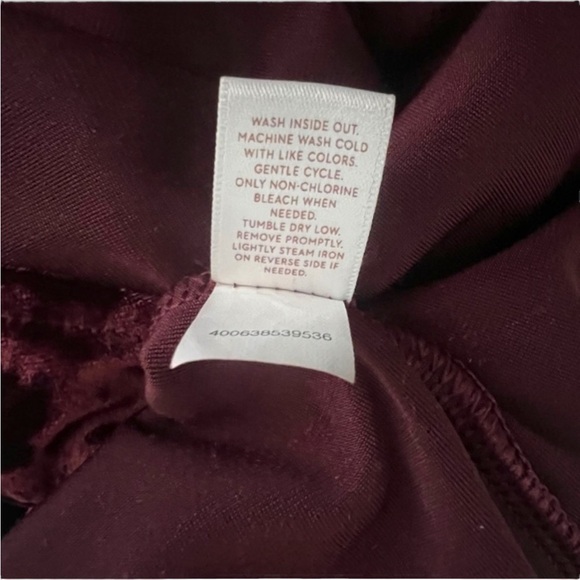 WASH INSIDE OUT.
MACHINE WASH COLD
WITH LIKE COLORS.
GENTLE CYCLE.
ONLY NON-CHLORINE
BLEACH WHEN
NEEDED.
TUMBLE DRY LOW.
REMOVE PROMPTLY.
LIGHTLY STEAM IRON
ON REVERSE SIDE IF
NEEDED.
400638539536